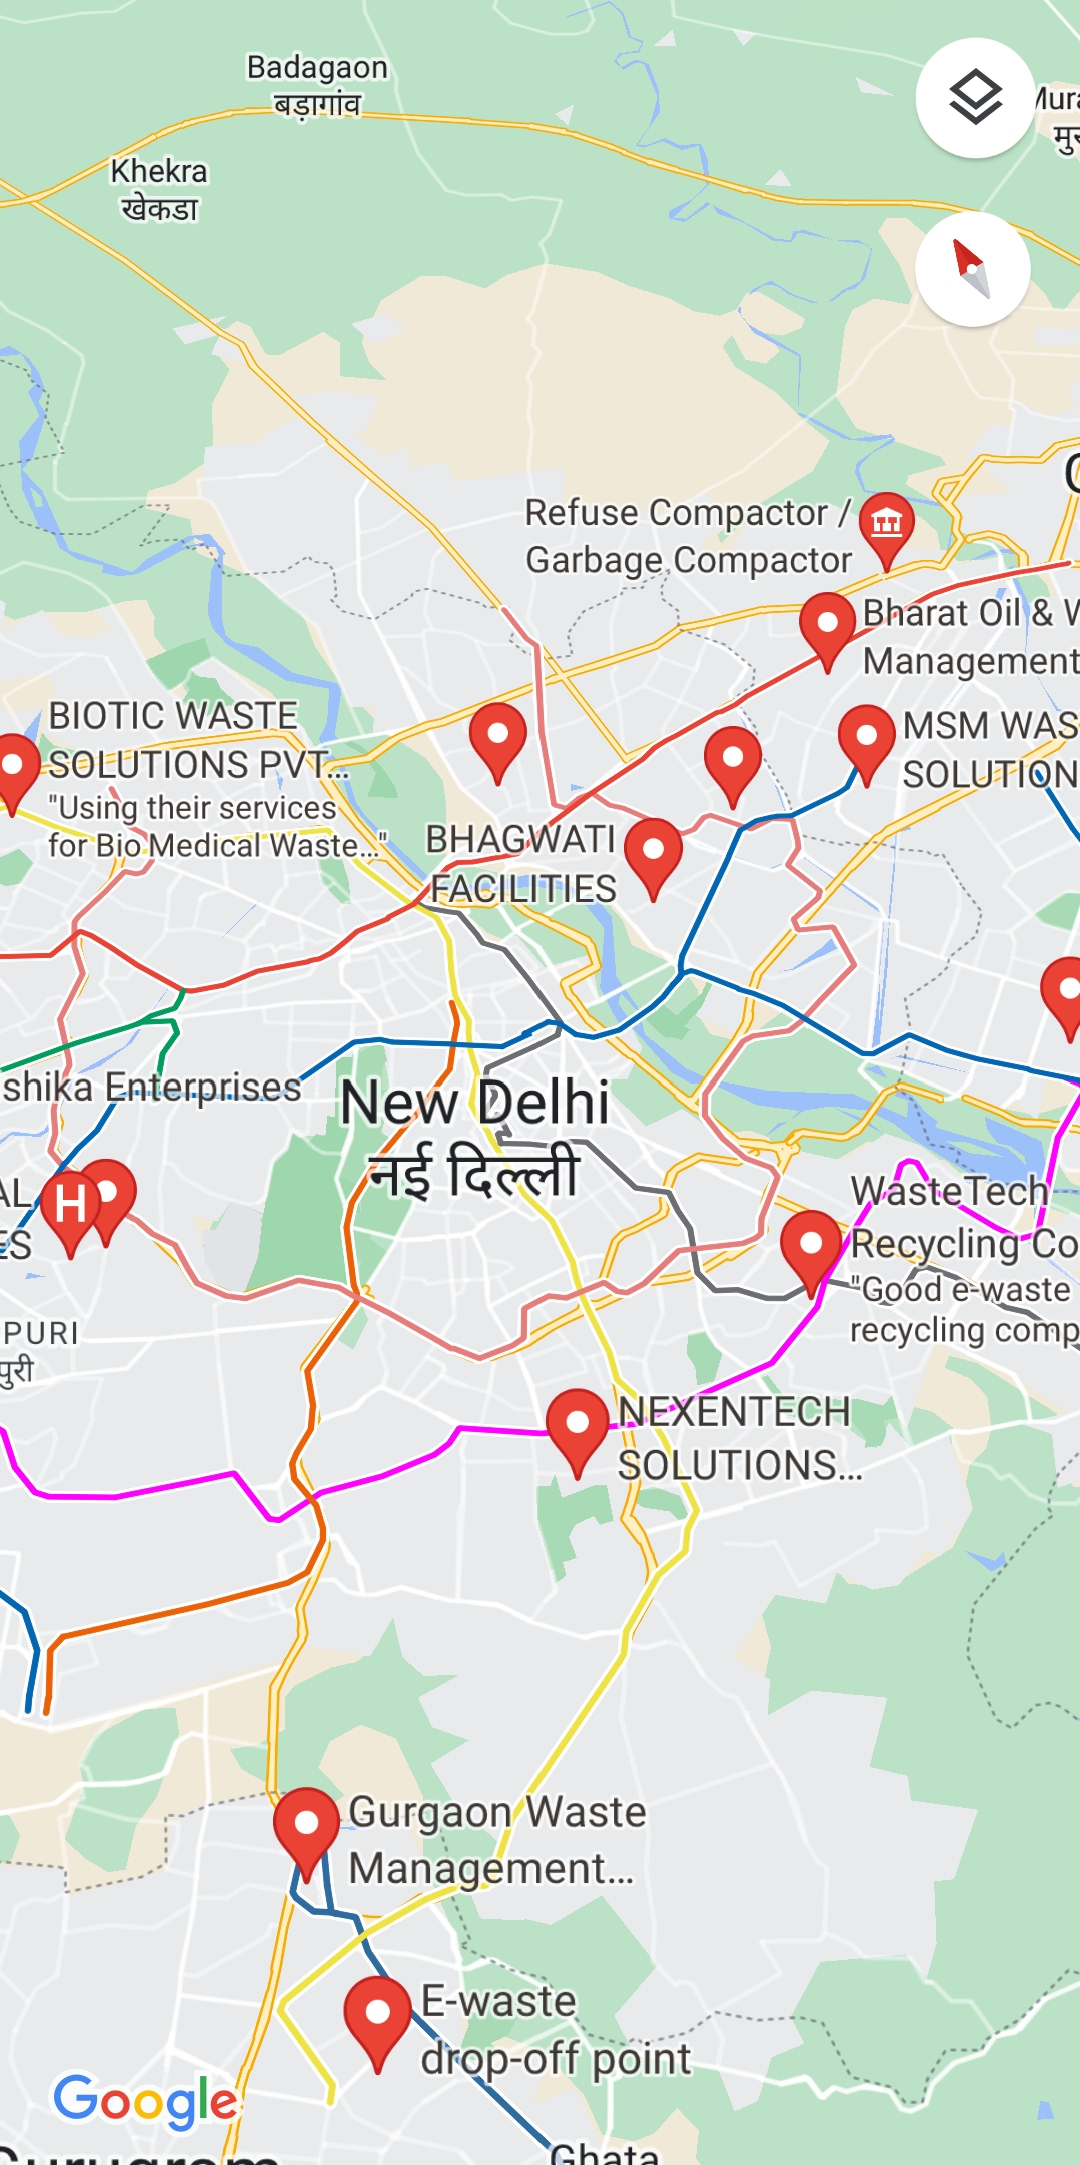 Badagaon
बड़ागांव
Khekra
खेकडा
Refuse Compactor /
Garbage Compactor
Bharat Oil & W
Management
BIOTIC WASTE
SOLUTIONS PVT...
"Using their services
for Bio Medical Waste..."
MSM WAS
SOLUTION
BHAGWATI
FACILITIES
shika Enterprises
New Delhi
नई दिल्ली
AL
ES
H
WasteTech
Recycling Co
"Good e-waste
recycling comp
PURI
पुरी
NEXENTECH
SOLUTIONS...
Gurgaon Waste
Management...
E-waste
drop-off point
Google
Gurugram
Ghata